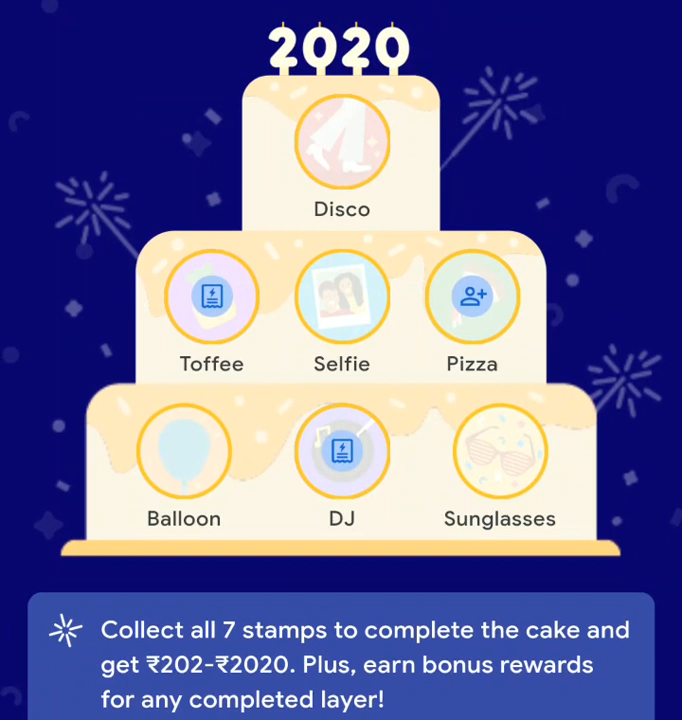 2020
Disco
Toffee Selfie Pizza
Balloon DJ Sunglasses
Collect all 7 stamps to complete the cake and
get ₹202-₹2020. Plus, earn bonus rewards
for any completed layer!